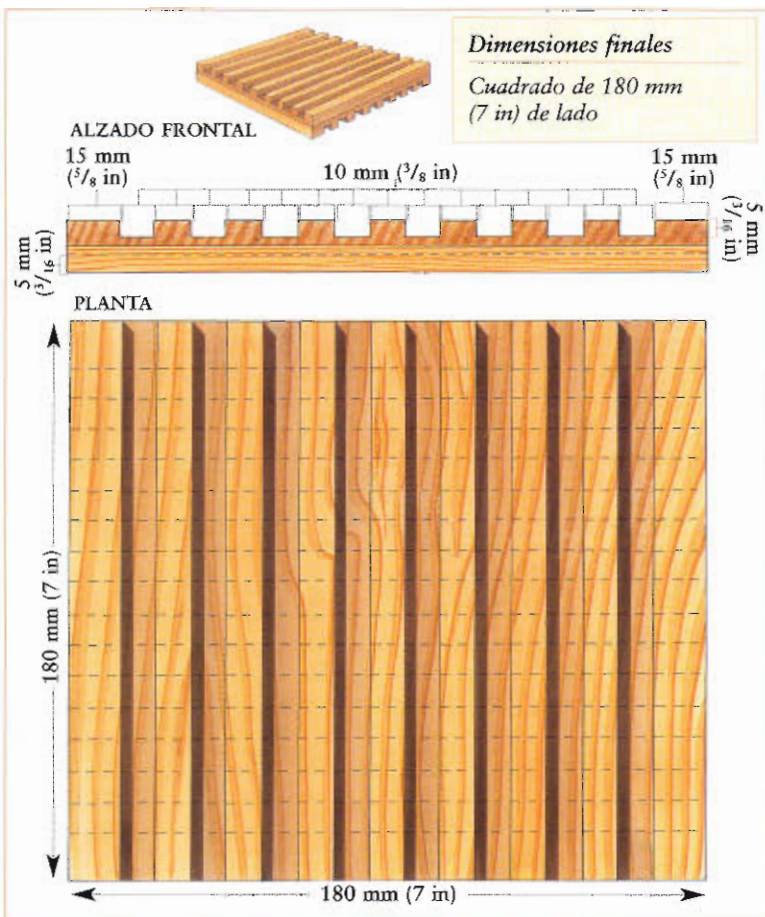 Dimensiones finales
Cuadrado de 180 mm
(7 in) de lado
ALZADO FRONTAL
15 mm
(5/8 in)
10 mm (3/8 in)
15 mm
(5/8 in)
5 mm
(3/16 in)
5 mm
(3/16 in)
PLANTA
180 mm (7 in)
180 mm (7 in)